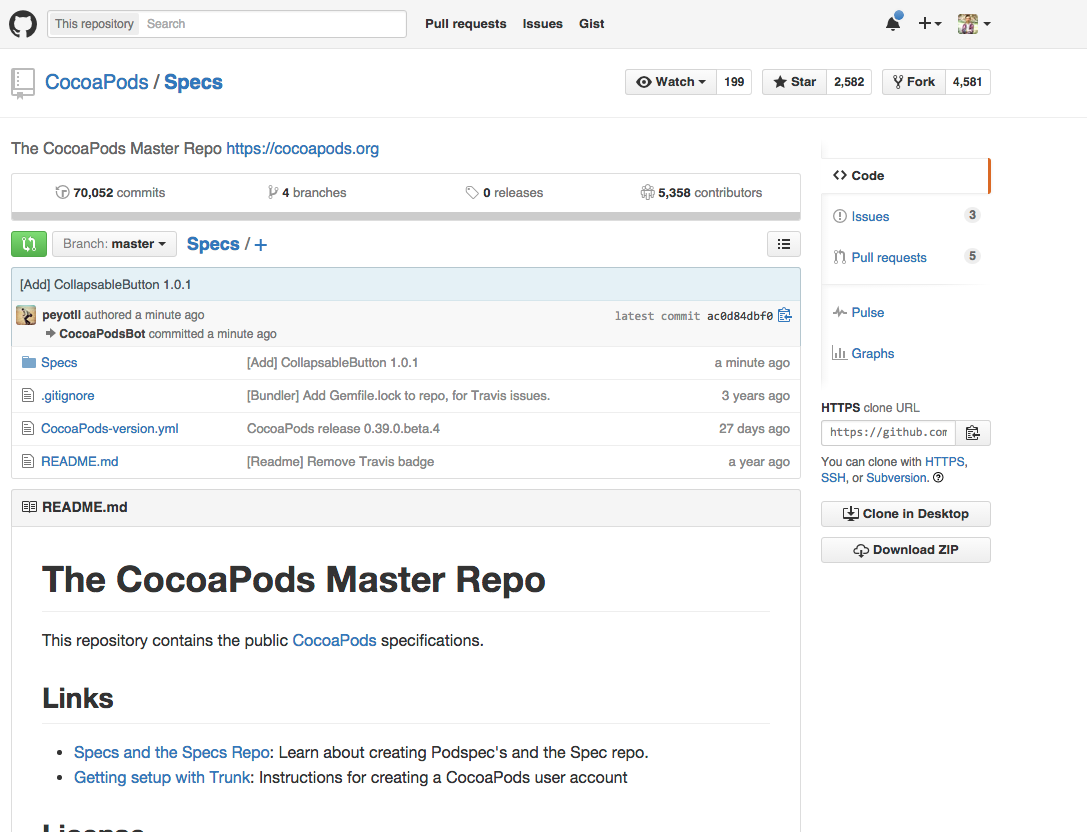 This repository Search Pull requests Issues Gist
CocoaPods / Specs Watch 199 Star 2,582 Fork 4,581
The CocoaPods Master Repo https://cocoapods.org
70,052 commits 4 branches 0 releases 5,358 contributors
Branch: master Specs / +
[Add] CollapsableButton 1.0.1
peyotll authored a minute ago latest commit ac0d84dbf0
CocoaPodsBot committed a minute ago
Specs [Add] CollapsableButton 1.0.1 a minute ago
.gitignore [Bundler] Add Gemfile.lock to repo, for Travis issues. 3 years ago
CocoaPods-version.yml CocoaPods release 0.39.0.beta.4 27 days ago
README.md [Readme] Remove Travis badge a year ago
README.md
The CocoaPods Master Repo
This repository contains the public CocoaPods specifications.
Links
• Specs and the Specs Repo: Learn about creating Podspec's and the Spec repo.
• Getting setup with Trunk: Instructions for creating a CocoaPods user account
License
Code
Issues 3
Pull requests 5
Pulse
Graphs
HTTPS clone URL
https://github.com
You can clone with HTTPS,
SSH, or Subversion.
Clone in Desktop
Download ZIP